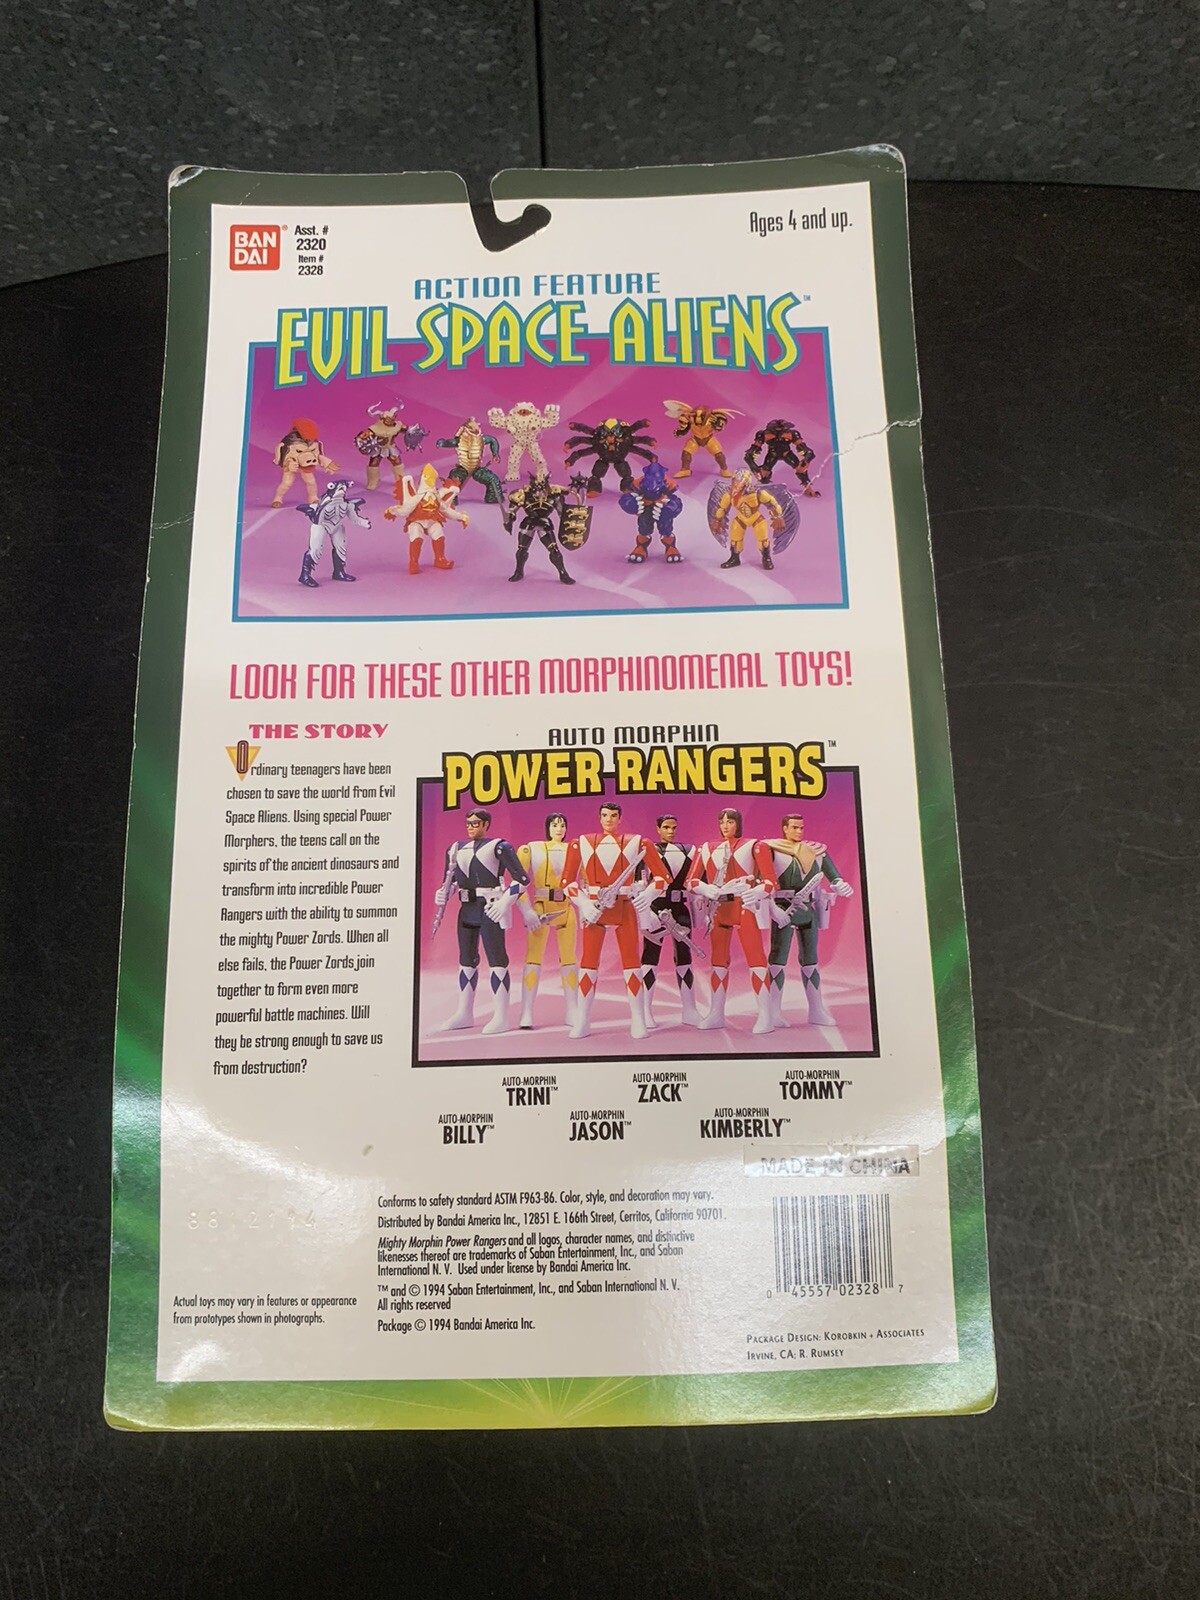 BAN
DAI
®
Asst. #
2320
Item #
2328
Ages 4 and up.
ACTION FEATURE
EVIL SPACE ALIENS™
LOOK FOR THESE OTHER MORPHINOMENAL TOYS!
THE STORY
Ordinary teenagers have been
chosen to save the world from Evil
Space Aliens. Using special Power
Morphers, the teens call on the
spirits of the ancient dinosaurs and
transform into incredible Power
Rangers with the ability to summon
the mighty Power Zords. When all
else fails, the Power Zords join
together to form even more
powerful battle machines. Will
they be strong enough to save us
from destruction?
AUTO MORPHIN
POWER RANGERS™
AUTO-MORPHIN
TRINI™
AUTO-MORPHIN
ZACK™
AUTO-MORPHIN
TOMMY™
AUTO-MORPHIN
BILLY™
AUTO-MORPHIN
JASON™
AUTO-MORPHIN
KIMBERLY™
MADE IN CHINA
Conforms to safety standard ASTM F963-86. Color, style, and decoration may vary.
Distributed by Bandai America Inc., 12851 E. 166th Street, Cerritos, California 90701.
Mighty Morphin Power Rangers and all logos, character names, and distinctive
likenesses thereof are trademarks of Saban Entertainment, Inc., and Saban
International N. V. Used under license by Bandai America Inc.
™ and © 1994 Saban Entertainment, Inc., and Saban International N. V.
All rights reserved
Package © 1994 Bandai America Inc.
Actual toys may vary in features or appearance
from prototypes shown in photographs.
0 45557 02328 7
PACKAGE DESIGN: KOROBKIN + ASSOCIATES
IRVINE, CA; R. RUMSEY